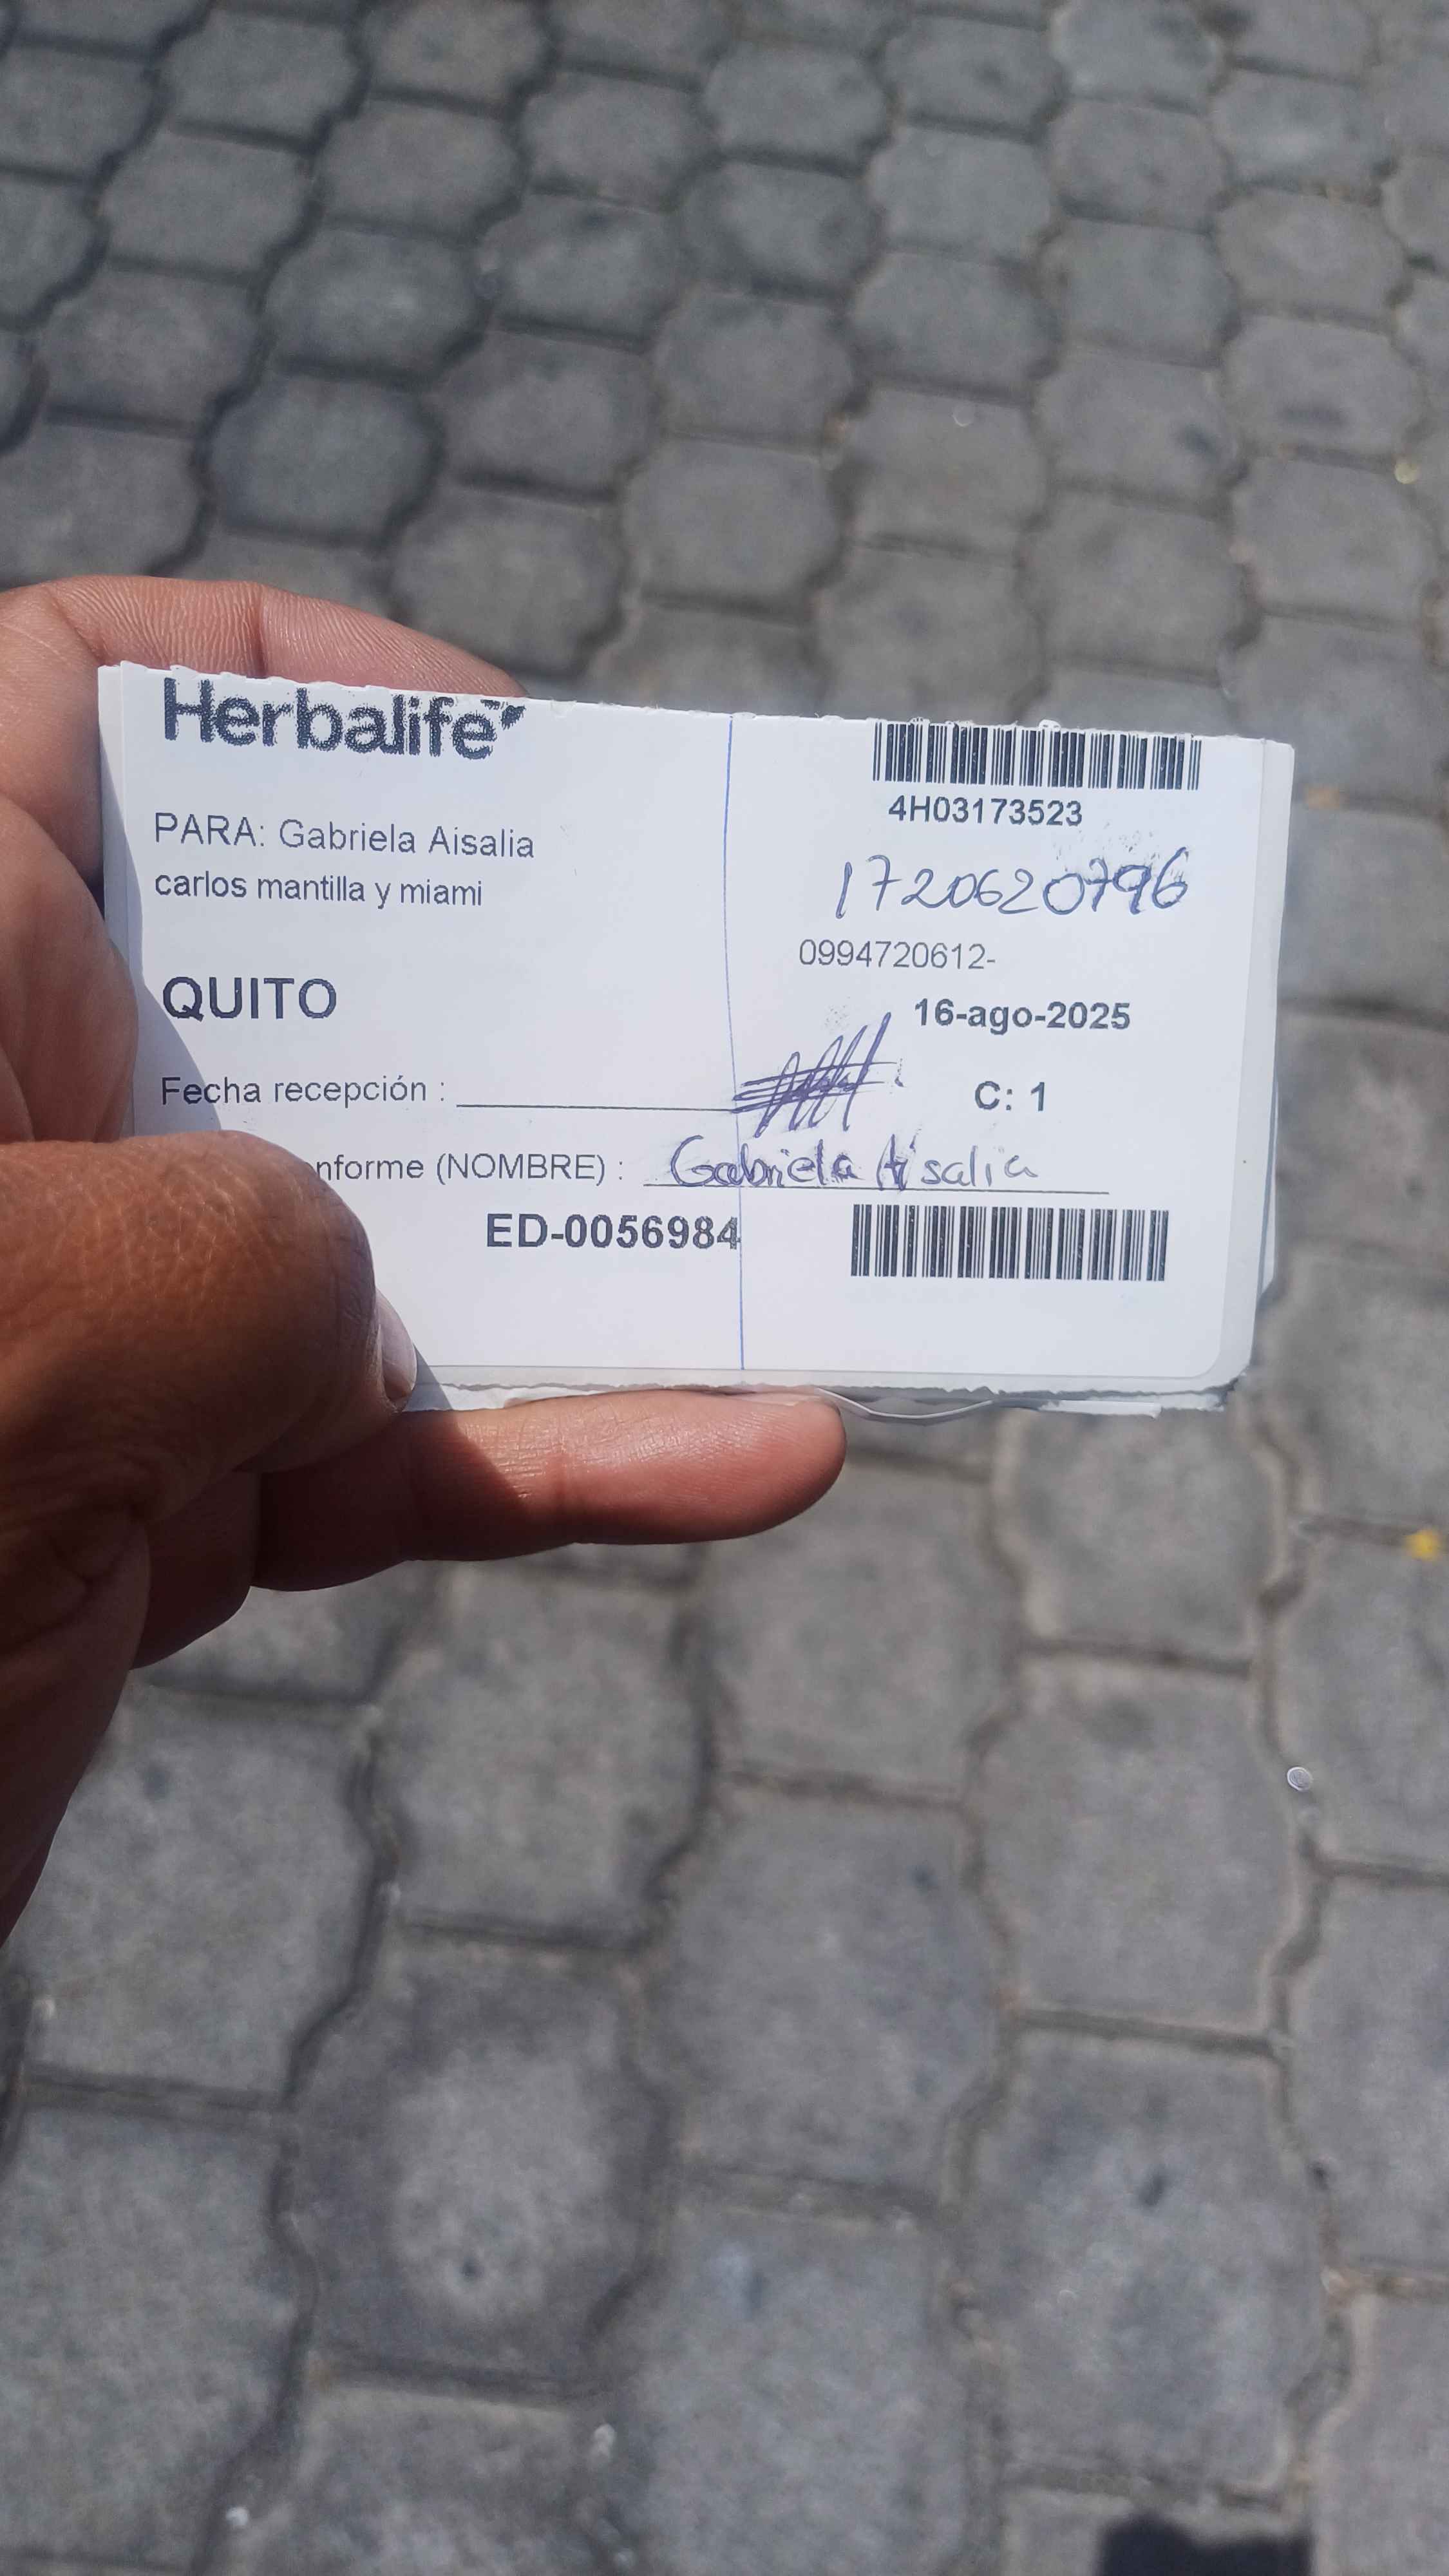 Herbalife
4H03173523
PARA: Gabriela Aisalia
1720620796
carlos mantilla y miami
0994720612-
QUITO
16-ago-2025
Fecha recepción :
C: 1
nforme (NOMBRE) : Gabriela Aisalia
ED-0056984